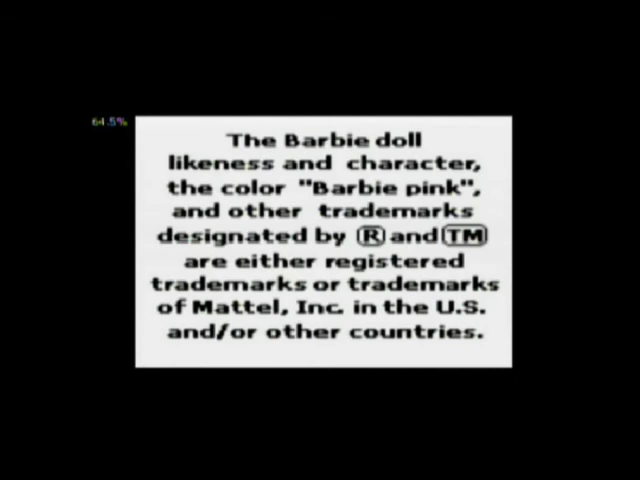 64.5%
The Barbie doll
likeness and character,
the color "Barbie pink",
and other trademarks
designated by ® and TM
are either registered
trademarks or trademarks
of Mattel, Inc. in the U.S.
and/or other countries.